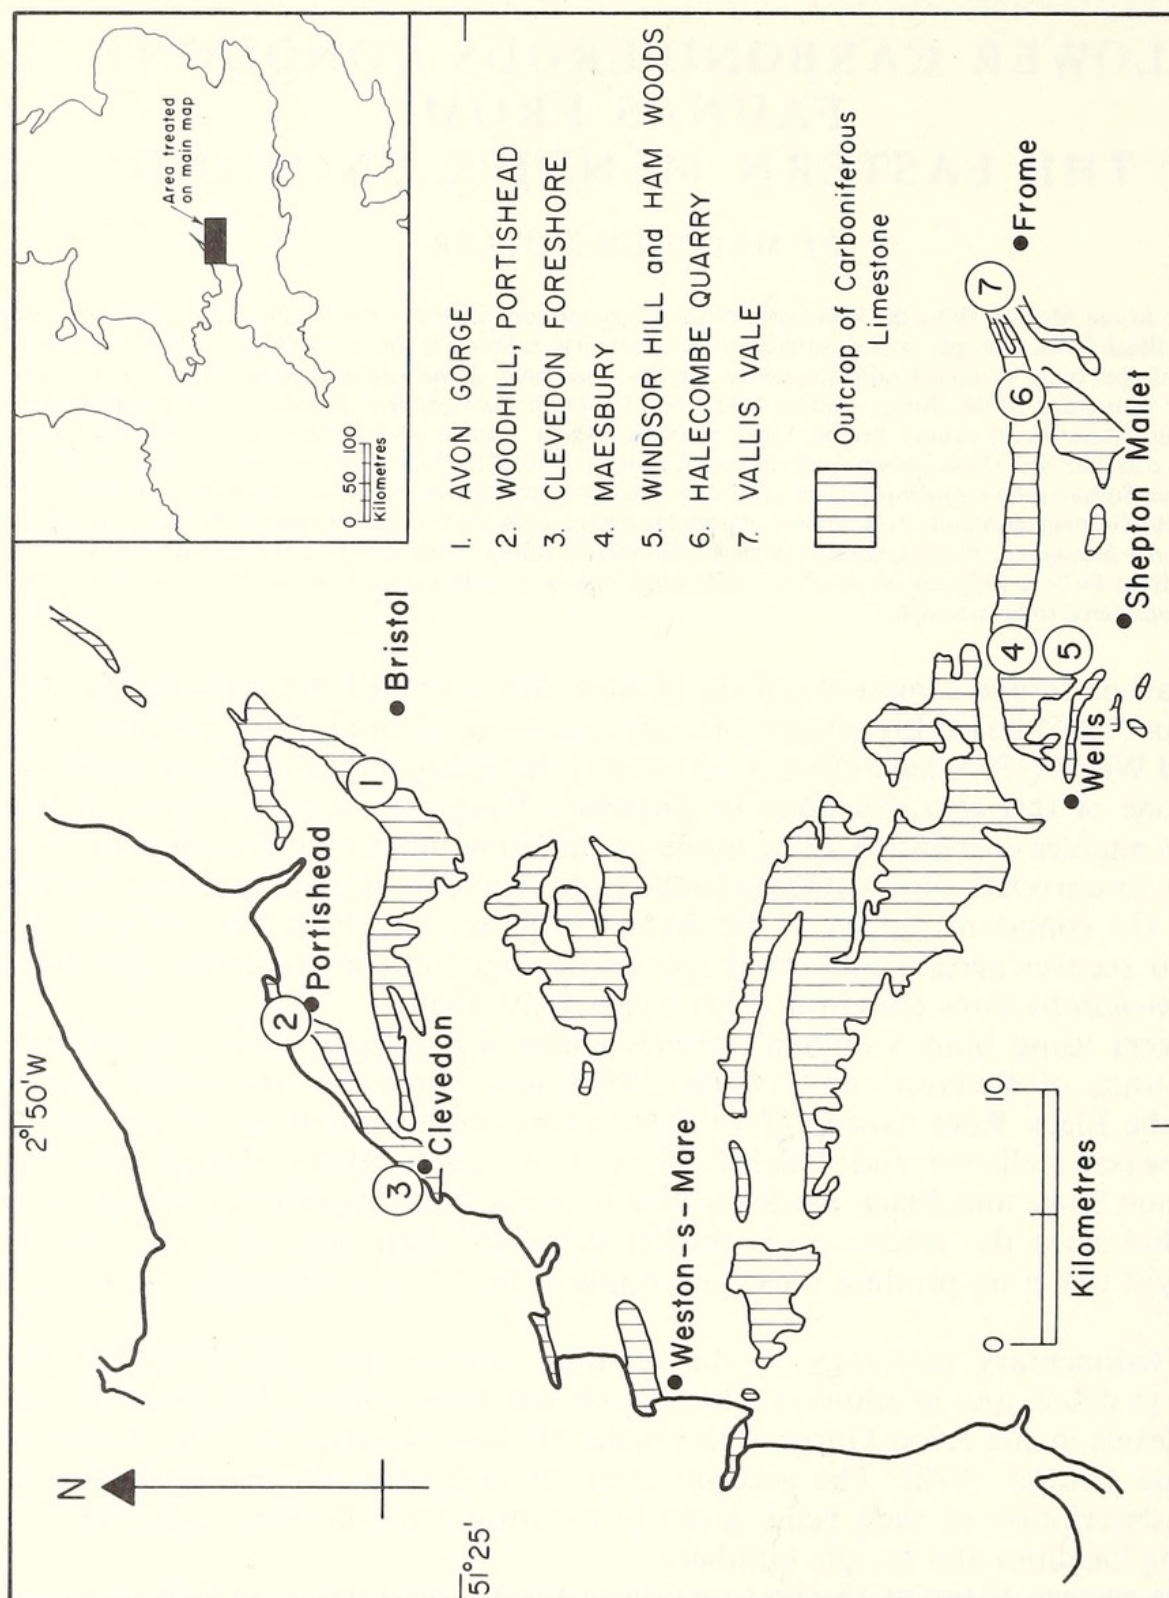 Area treated
on main map
0 50 100
Kilometres
1. AVON GORGE
2. WOODHILL, PORTISHEAD
3. CLEVEDON FORESHORE
4. MAESBURY
5. WINDSOR HILL and HAM WOODS
6. HALECOMBE QUARRY
7. VALLIS VALE
Outcrop of Carboniferous
Limestone
N
2°50'W
51°25'
Bristol
Portishead
Clevedon
Weston-s-Mare
Wells
Shepton Mallet
Frome
1
2
3
4
5
6
7
0 10
Kilometres